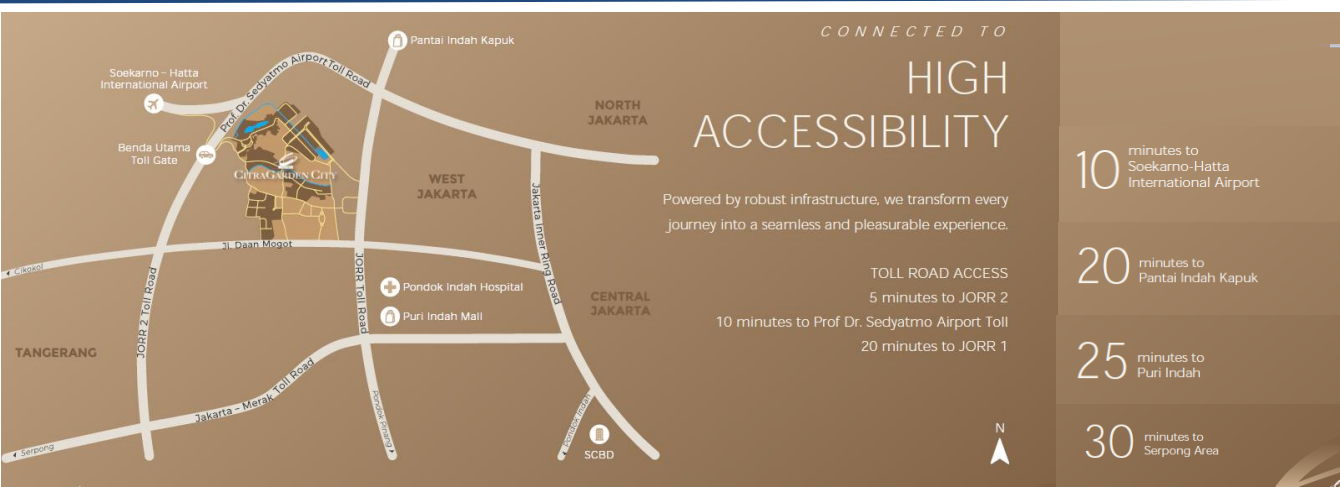 Pantai Indah Kapuk
Soekarno – Hatta
International Airport
Prof. Dr. Sedyatmo Airport Toll Road
NORTH
JAKARTA
Benda Utama
Toll Gate
CITRAGARDEN CITY
WEST
JAKARTA
Jakarta Inner Ring Road
Jl. Daan Mogot
Cikokol
JORR 2 Toll Road
JORR Toll Road
Pondok Indah Hospital
Puri Indah Mall
CENTRAL
JAKARTA
TANGERANG
Jakarta – Merak Toll Road
Serpong
Pondok Pinang
Pondok Indah
SCBD
CONNECTED TO
HIGH
ACCESSIBILITY
Powered by robust infrastructure, we transform every
journey into a seamless and pleasurable experience.
TOLL ROAD ACCESS
5 minutes to JORR 2
10 minutes to Prof Dr. Sedyatmo Airport Toll
20 minutes to JORR 1
N
10 minutes to
Soekarno-Hatta
International Airport
20 minutes to
Pantai Indah Kapuk
25 minutes to
Puri Indah
30 minutes to
Serpong Area